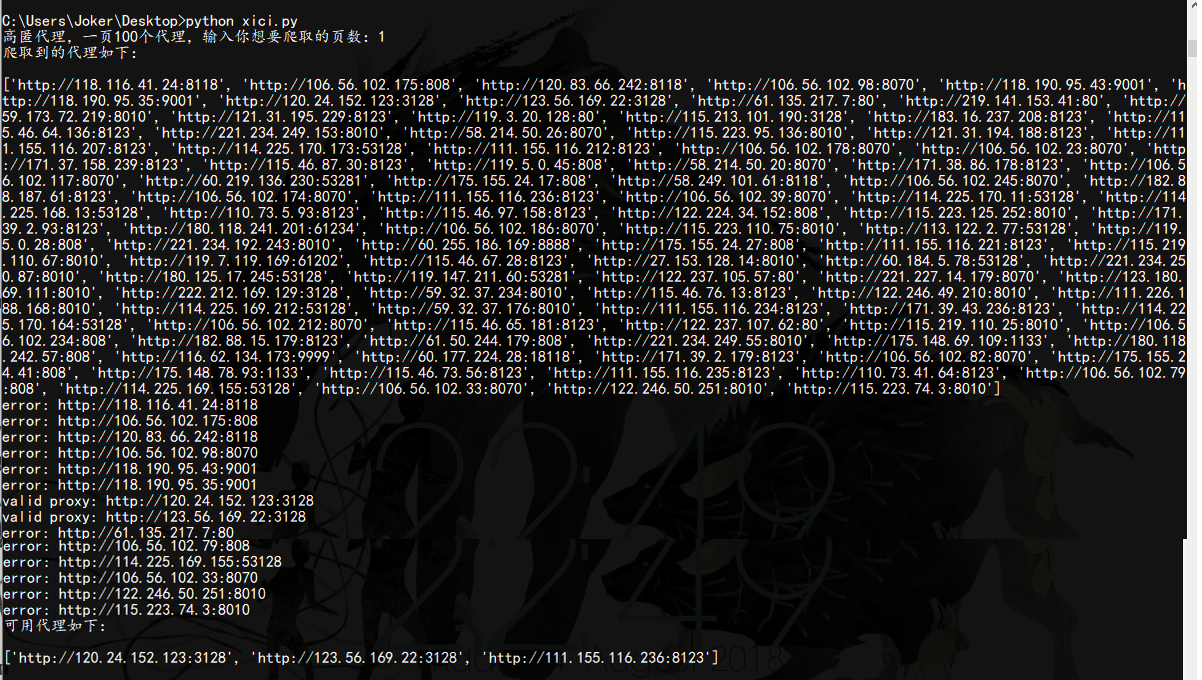 C:\Users\Joker\Desktop>python xici.py
高匿代理，一页100个代理，输入你想要爬取的页数：1
爬取到的代理如下：
['http://118.116.41.24:8118', 'http://106.56.102.175:808', 'http://120.83.66.242:8118', 'http://106.56.102.98:8070', 'http://118.190.95.43:9001', 'h
ttp://118.190.95.35:9001', 'http://120.24.152.123:3128', 'http://123.56.169.22:3128', 'http://61.135.217.7:80', 'http://219.141.153.41:80', 'http://
59.173.72.219:8010', 'http://121.31.195.229:8123', 'http://119.3.20.128:80', 'http://115.213.101.190:3128', 'http://183.16.237.208:8123', 'http://11
5.46.64.136:8123', 'http://221.234.249.153:8010', 'http://58.214.50.26:8070', 'http://115.223.95.136:8010', 'http://121.31.194.188:8123', 'http://11
1.155.116.207:8123', 'http://114.225.170.173:53128', 'http://111.155.116.212:8123', 'http://106.56.102.178:8070', 'http://106.56.102.23:8070', 'http
://171.37.158.239:8123', 'http://115.46.87.30:8123', 'http://119.5.0.45:808', 'http://58.214.50.20:8070', 'http://171.38.86.178:8123', 'http://106.5
6.102.117:8070', 'http://60.219.136.230:53281', 'http://175.155.24.17:808', 'http://58.249.101.61:8118', 'http://106.56.102.245:8070', 'http://182.8
8.187.61:8123', 'http://106.56.102.174:8070', 'http://111.155.116.236:8123', 'http://106.56.102.39:8070', 'http://114.225.170.11:53128', 'http://114
.225.168.13:53128', 'http://110.73.5.93:8123', 'http://115.46.97.158:8123', 'http://122.224.34.152:808', 'http://115.223.125.252:8010', 'http://171.
39.2.93:8123', 'http://180.118.241.201:61234', 'http://106.56.102.186:8070', 'http://115.223.110.75:8010', 'http://113.122.2.77:53128', 'http://119.
5.0.28:808', 'http://221.234.192.243:8010', 'http://60.255.186.169:8888', 'http://175.155.24.27:808', 'http://111.155.116.221:8123', 'http://115.219
.110.67:8010', 'http://119.7.119.169:61202', 'http://115.46.67.28:8123', 'http://27.153.128.14:8010', 'http://60.184.5.78:53128', 'http://221.234.25
0.87:8010', 'http://180.125.17.245:53128', 'http://119.147.211.60:53281', 'http://122.237.105.57:80', 'http://221.227.14.179:8070', 'http://123.180.
69.111:8010', 'http://222.212.169.129:3128', 'http://59.32.37.234:8010', 'http://115.46.76.13:8123', 'http://122.246.49.210:8010', 'http://111.226.1
88.168:8010', 'http://114.225.169.212:53128', 'http://59.32.37.176:8010', 'http://111.155.116.234:8123', 'http://171.39.43.236:8123', 'http://114.22
5.170.164:53128', 'http://106.56.102.212:8070', 'http://115.46.65.181:8123', 'http://122.237.107.62:80', 'http://115.219.110.25:8010', 'http://106.5
6.102.234:808', 'http://182.88.15.179:8123', 'http://61.50.244.179:808', 'http://221.234.249.55:8010', 'http://175.148.69.109:1133', 'http://180.118
.242.57:808', 'http://116.62.134.173:9999', 'http://60.177.224.28:18118', 'http://171.39.2.179:8123', 'http://106.56.102.82:8070', 'http://175.155.2
4.41:808', 'http://175.148.78.93:1133', 'http://115.46.73.56:8123', 'http://111.155.116.235:8123', 'http://110.73.41.64:8123', 'http://106.56.102.79
:808', 'http://114.225.169.155:53128', 'http://106.56.102.33:8070', 'http://122.246.50.251:8010', 'http://115.223.74.3:8010']
error: http://118.116.41.24:8118
error: http://106.56.102.175:808
error: http://120.83.66.242:8118
error: http://106.56.102.98:8070
error: http://118.190.95.43:9001
error: http://118.190.95.35:9001
valid proxy: http://120.24.152.123:3128
valid proxy: http://123.56.169.22:3128
error: http://61.135.217.7:80
error: http://106.56.102.79:808
error: http://114.225.169.155:53128
error: http://106.56.102.33:8070
error: http://122.246.50.251:8010
error: http://115.223.74.3:8010
可用代理如下：
['http://120.24.152.123:3128', 'http://123.56.169.22:3128', 'http://111.155.116.236:8123']